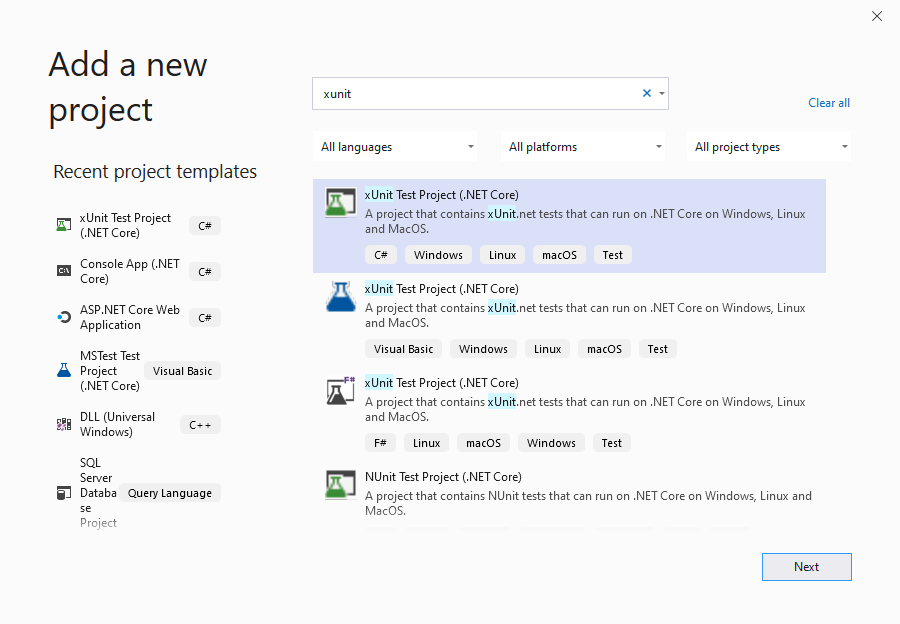 Add a new
project
Recent project templates
xUnit Test Project
(.NET Core)
C#
Console App (.NET
Core)
C#
ASP.NET Core Web
Application
C#
MSTest Test
Project
(.NET Core)
Visual Basic
DLL (Universal
Windows)
C++
SQL
Server
Databa
se
Project
Query Language
xunit
Clear all
All languages
All platforms
All project types
xUnit Test Project (.NET Core)
A project that contains xUnit.net tests that can run on .NET Core on Windows, Linux
and MacOS.
C# Windows Linux macOS Test
xUnit Test Project (.NET Core)
A project that contains xUnit.net tests that can run on .NET Core on Windows, Linux
and MacOS.
Visual Basic Windows Linux macOS Test
F#
xUnit Test Project (.NET Core)
A project that contains xUnit.net tests that can run on .NET Core on Windows, Linux
and MacOS.
F# Linux macOS Windows Test
NUnit Test Project (.NET Core)
A project that contains NUnit tests that can run on .NET Core on Windows, Linux and
MacOS.
Next